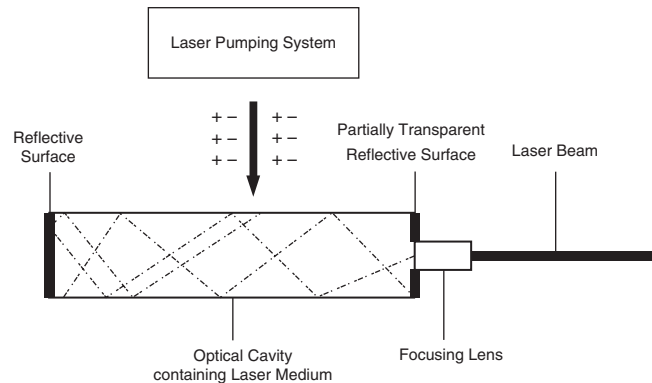 Laser Pumping System
+ − + −
+ − + −
+ − + −
Reflective
Surface
Partially Transparent
Reflective Surface
Laser Beam
Optical Cavity
containing Laser Medium
Focusing Lens